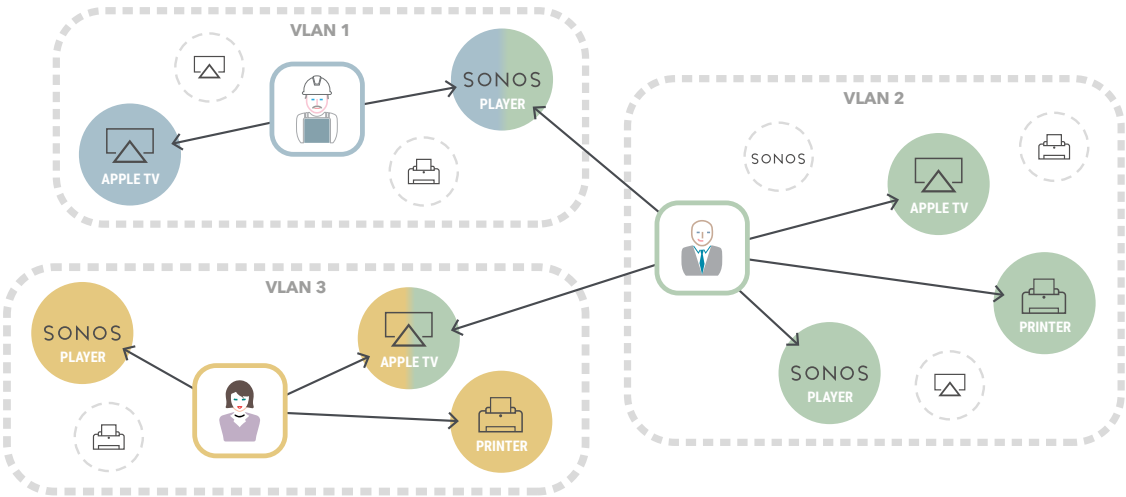 VLAN 1
SONOS
PLAYER
APPLE TV
VLAN 2
SONOS
APPLE TV
PRINTER
SONOS
PLAYER
VLAN 3
SONOS
PLAYER
APPLE TV
PRINTER